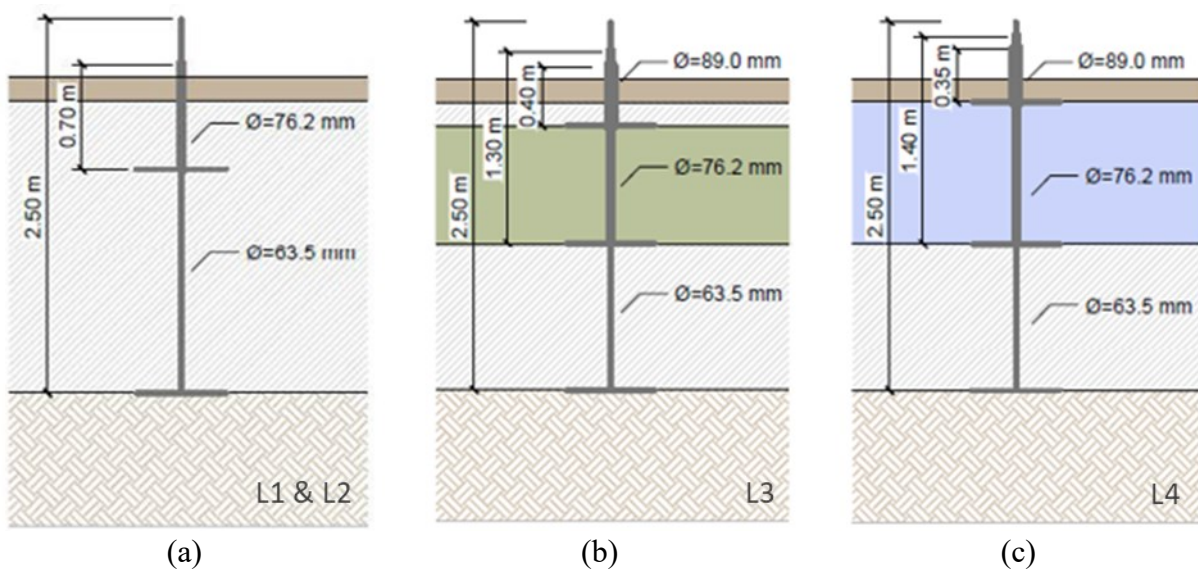 2.50 m
0.70 m
Ø=76.2 mm
Ø=63.5 mm
L1 & L2
(a)
2.50 m
1.30 m
0.40 m
Ø=89.0 mm
Ø=76.2 mm
Ø=63.5 mm
L3
(b)
2.50 m
1.40 m
0.35 m
Ø=89.0 mm
Ø=76.2 mm
Ø=63.5 mm
L4
(c)